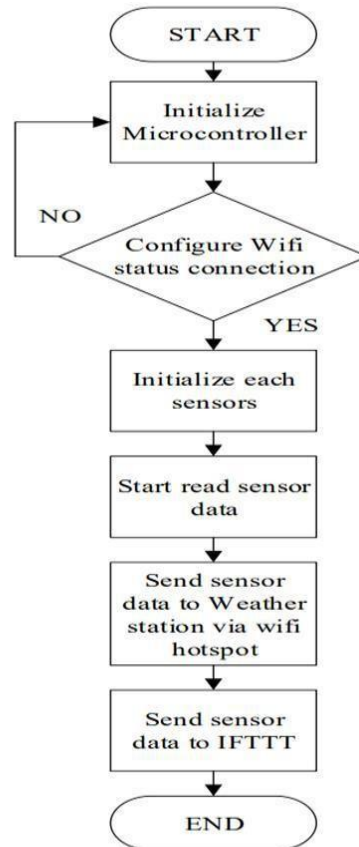 START
Initialize
Microcontroller
NO
Configure Wifi
status connection
YES
Initialize each
sensors
Start read sensor
data
Send sensor
data to Weather
station via wifi
hotspot
Send sensor
data to IFTTT
END